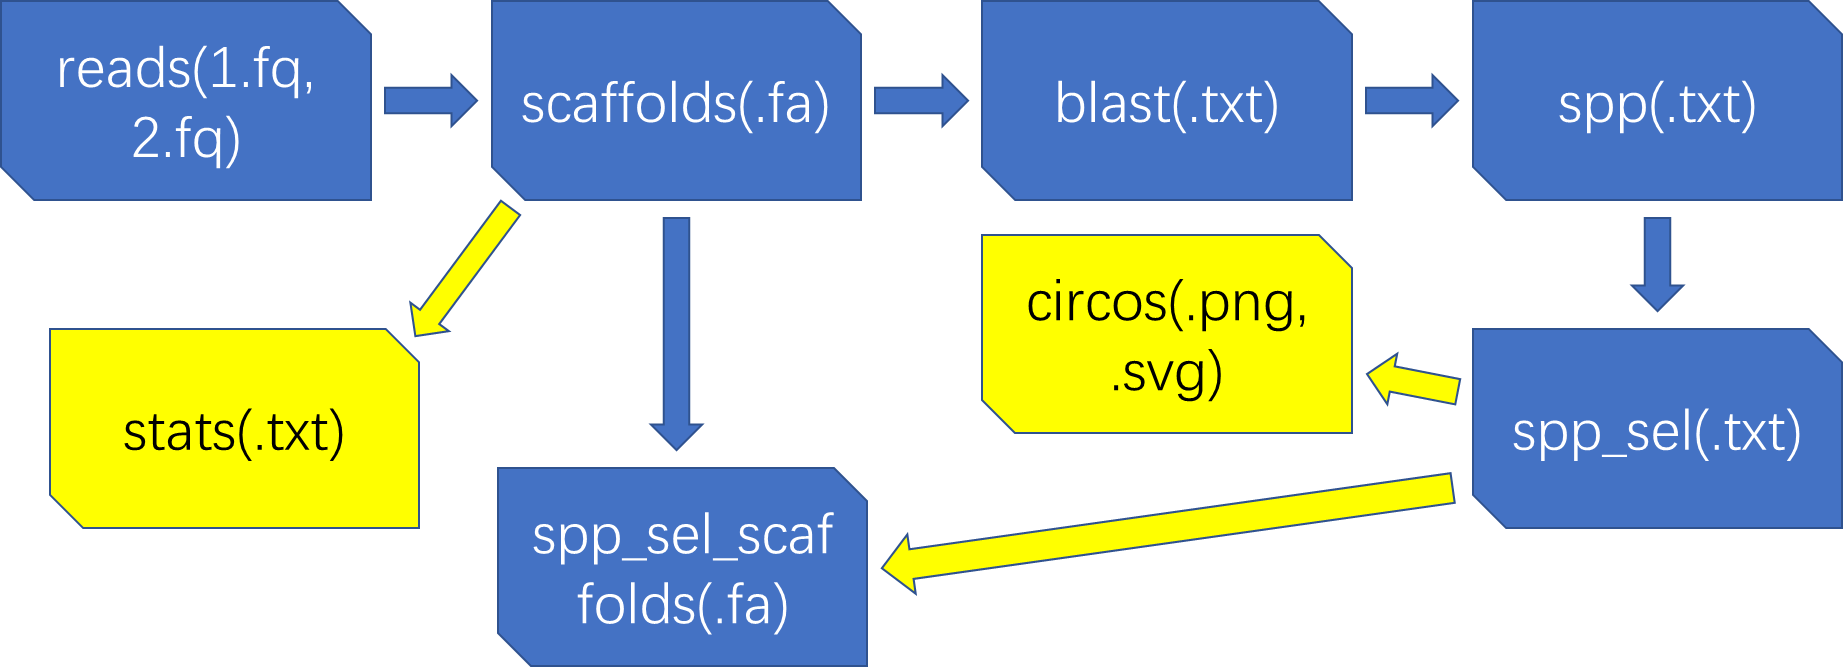 reads(1.fq,
2.fq)
scaffolds(.fa)
blast(.txt)
spp(.txt)
circos(.png,
.svg)
stats(.txt)
spp_sel(.txt)
spp_sel_scaf
folds(.fa)